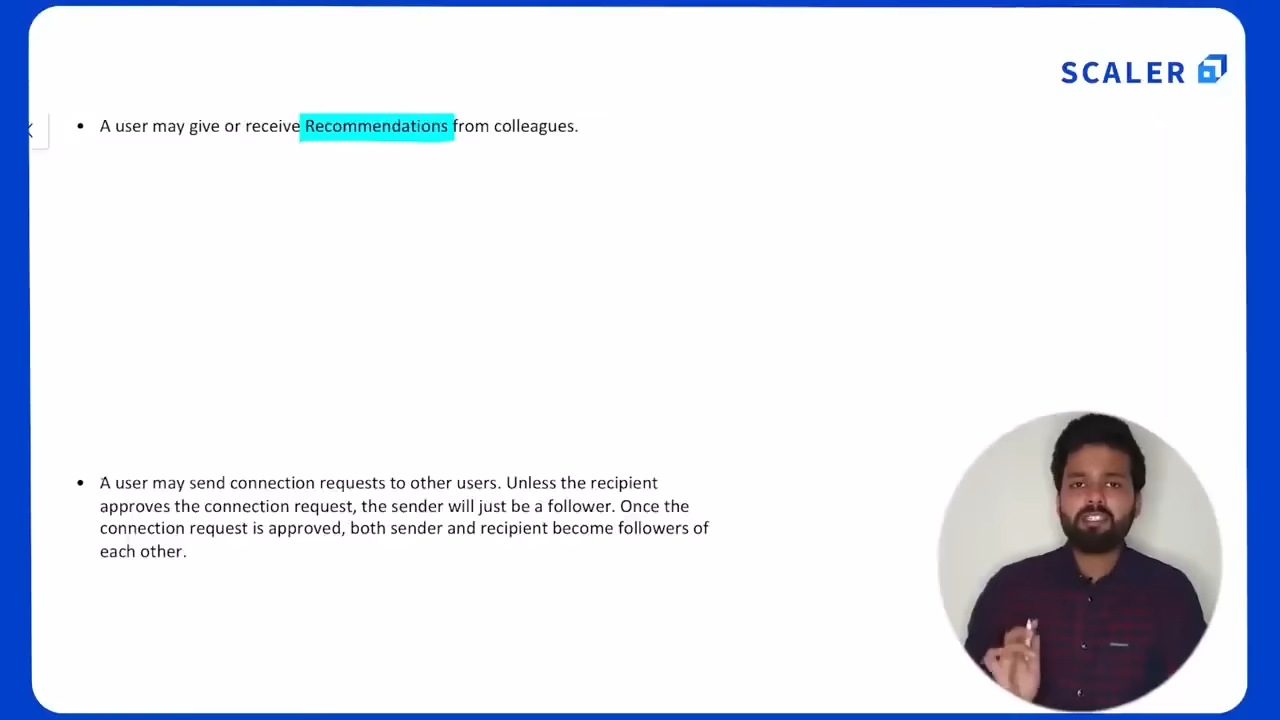 SCALER
• A user may give or receive Recommendations from colleagues.
• A user may send connection requests to other users. Unless the recipient
approves the connection request, the sender will just be a follower. Once the
connection request is approved, both sender and recipient become followers of
each other.